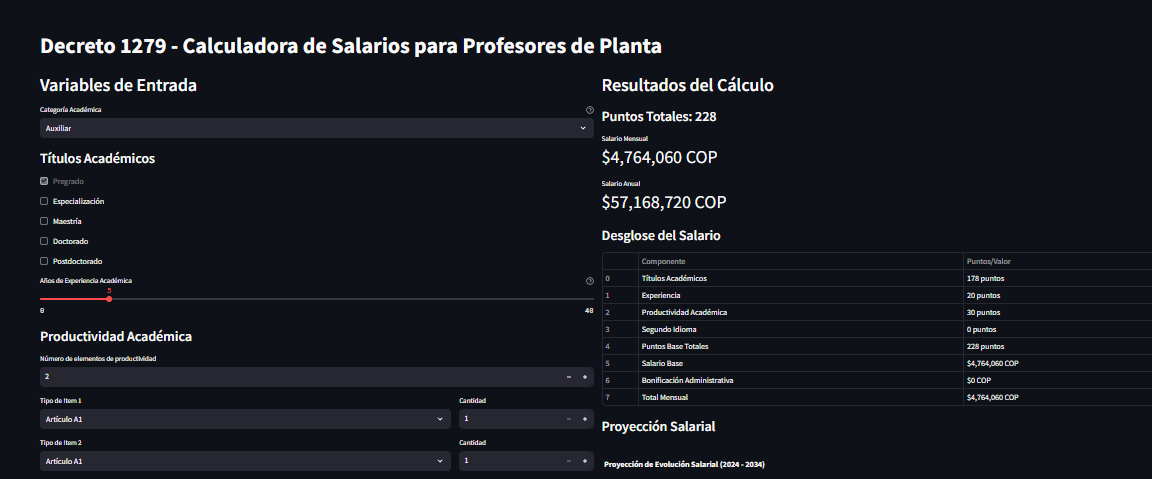 Decreto 1279 - Calculadora de Salarios para Profesores de Planta
Variables de Entrada
Categoría Académica
Auxiliar
Títulos Académicos
Pregrado
Especialización
Maestría
Doctorado
Postdoctorado
Años de Experiencia Académica
5
0 40
Productividad Académica
Número de elementos de productividad
2
Tipo de Item 1 Cantidad
Artículo A1 1
Tipo de Item 2 Cantidad
Artículo A1 1
Resultados del Cálculo
Puntos Totales: 228
Salario Mensual
$4,764,060 COP
Salario Anual
$57,168,720 COP
Desglose del Salario
Componente Puntos/Valor
0 Títulos Académicos 178 puntos
1 Experiencia 20 puntos
2 Productividad Académica 30 puntos
3 Segundo Idioma 0 puntos
4 Puntos Base Totales 228 puntos
5 Salario Base $4,764,060 COP
6 Bonificación Administrativa $0 COP
7 Total Mensual $4,764,060 COP
Proyección Salarial
Proyección de Evolución Salarial (2024 - 2034)